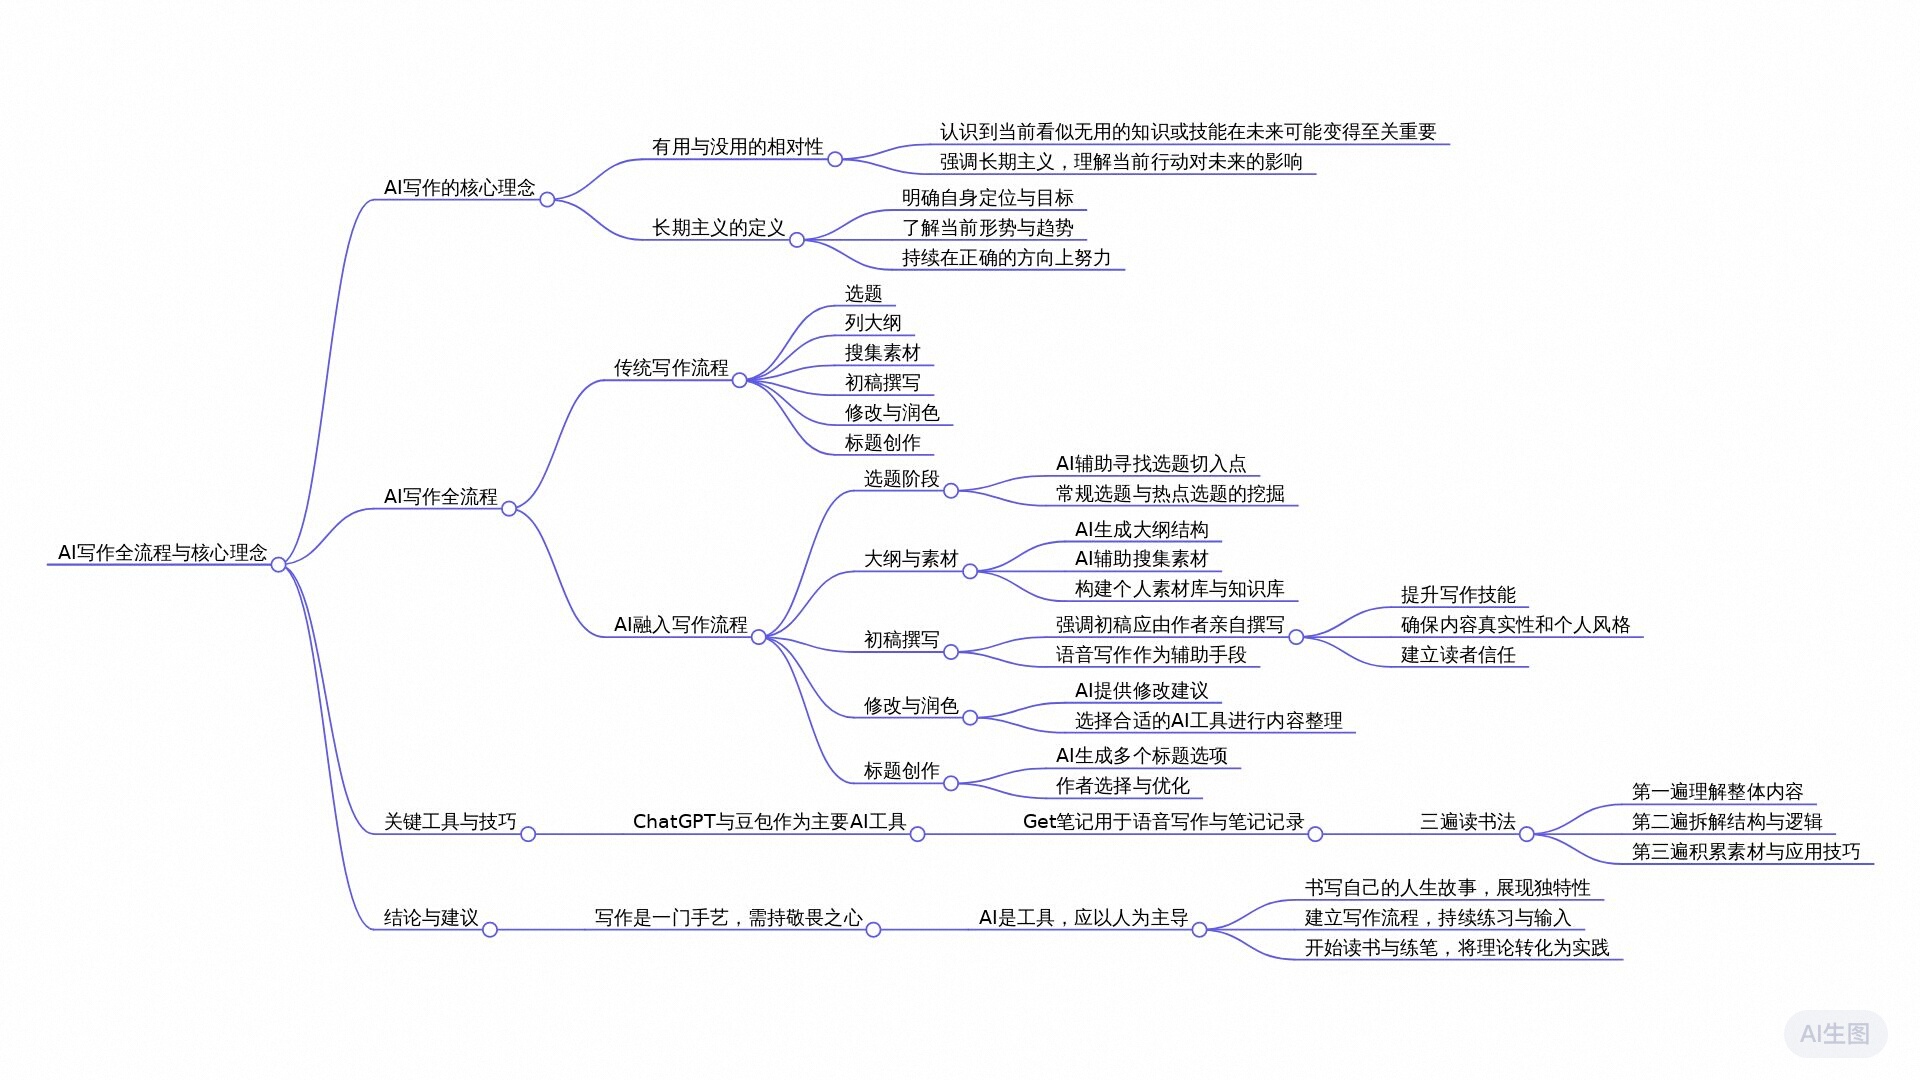 AI写作全流程与核心理念
AI写作的核心理念
有用与没用的相对性
认识到当前看似无用的知识或技能在未来可能变得至关重要
强调长期主义，理解当前行动对未来的影响
长期主义的定义
明确自身定位与目标
了解当前形势与趋势
持续在正确的方向上努力
AI写作全流程
传统写作流程
选题
列大纲
搜集素材
初稿撰写
修改与润色
标题创作
AI融入写作流程
选题阶段
AI辅助寻找选题切入点
常规选题与热点选题的挖掘
大纲与素材
AI生成大纲结构
AI辅助搜集素材
构建个人素材库与知识库
初稿撰写
强调初稿应由作者亲自撰写
提升写作技能
确保内容真实性和个人风格
建立读者信任
语音写作作为辅助手段
修改与润色
AI提供修改建议
选择合适的AI工具进行内容整理
标题创作
AI生成多个标题选项
作者选择与优化
关键工具与技巧
ChatGPT与豆包作为主要AI工具
Get笔记用于语音写作与笔记记录
三遍读书法
第一遍理解整体内容
第二遍拆解结构与逻辑
第三遍积累素材与应用技巧
结论与建议
写作是一门手艺，需持敬畏之心
AI是工具，应以人为主导
书写自己的人生故事，展现独特性
建立写作流程，持续练习与输入
开始读书与练笔，将理论转化为实践
AI生图